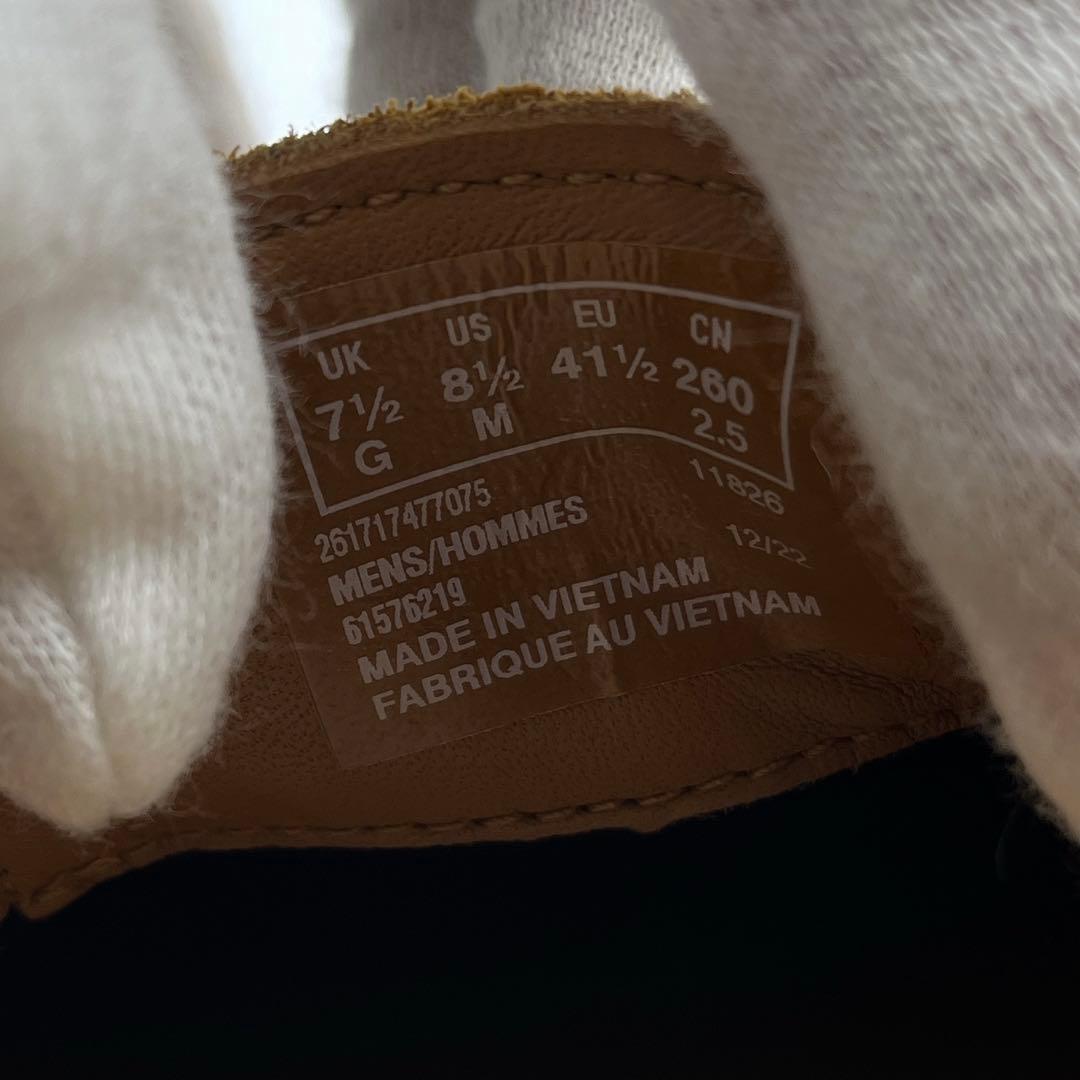 UK US EU CN
7½ 8½ 41½ 260
G M 2.5
261717477075 11826
MENS/HOMMES 12/22
61576219
MADE IN VIETNAM
FABRIQUE AU VIETNAM